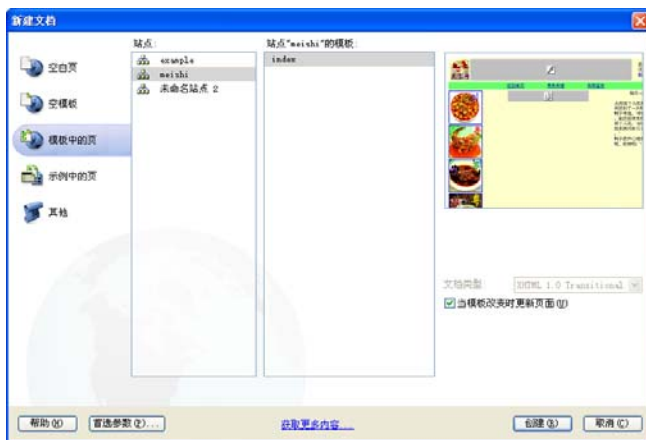 新建文档
空白页
空模板
模板中的页
示例中的页
其他
站点:
example
meishi
未命名站点 2
站点"meishi"的模板:
index
文档类型:
XHTML 1.0 Transitional
当模板改变时更新页面(U)
帮助(H)
首选参数(P)...
获取更多内容...
创建(R)
取消(C)